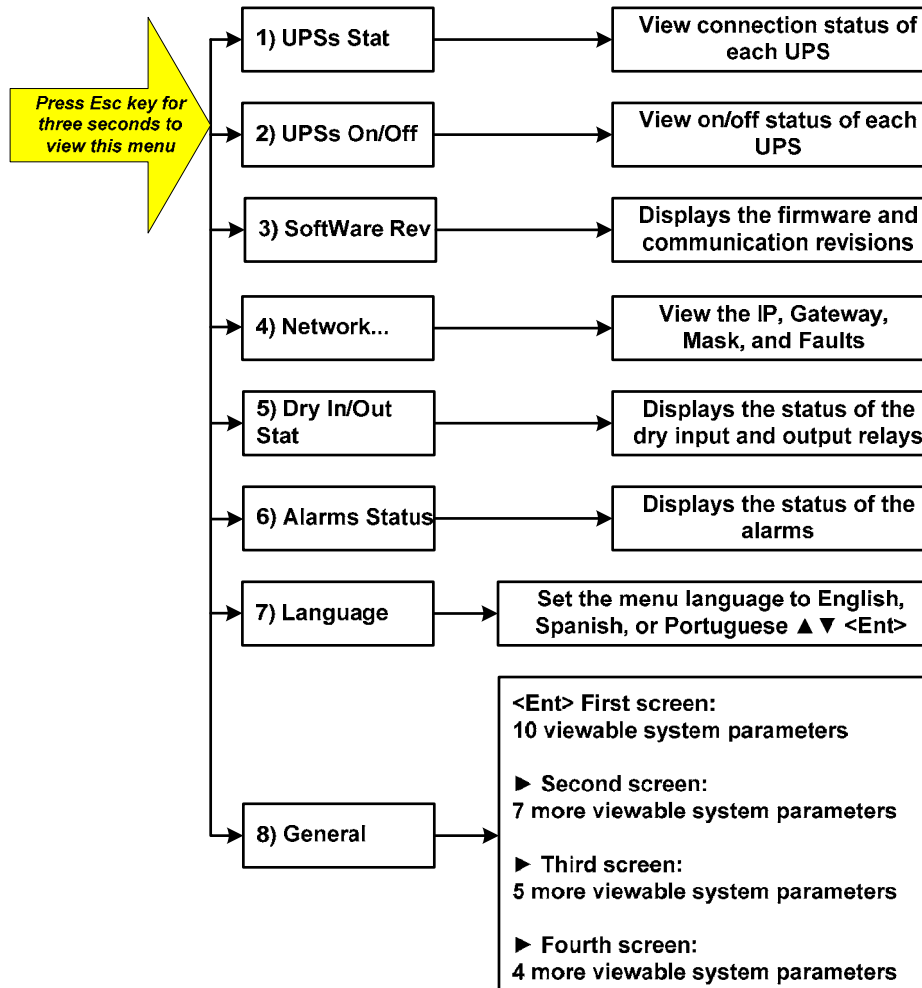 Press Esc key for
three seconds to
view this menu
1) UPSs Stat
View connection status of
each UPS
2) UPSs On/Off
View on/off status of each
UPS
3) SoftWare Rev
Displays the firmware and
communication revisions
4) Network...
View the IP, Gateway,
Mask, and Faults
5) Dry In/Out
Stat
Displays the status of the
dry input and output relays
6) Alarms Status
Displays the status of the
alarms
7) Language
Set the menu language to English,
Spanish, or Portuguese ▲ ▼ <Ent>
8) General
<Ent> First screen:
10 viewable system parameters
► Second screen:
7 more viewable system parameters
► Third screen:
5 more viewable system parameters
► Fourth screen:
4 more viewable system parameters